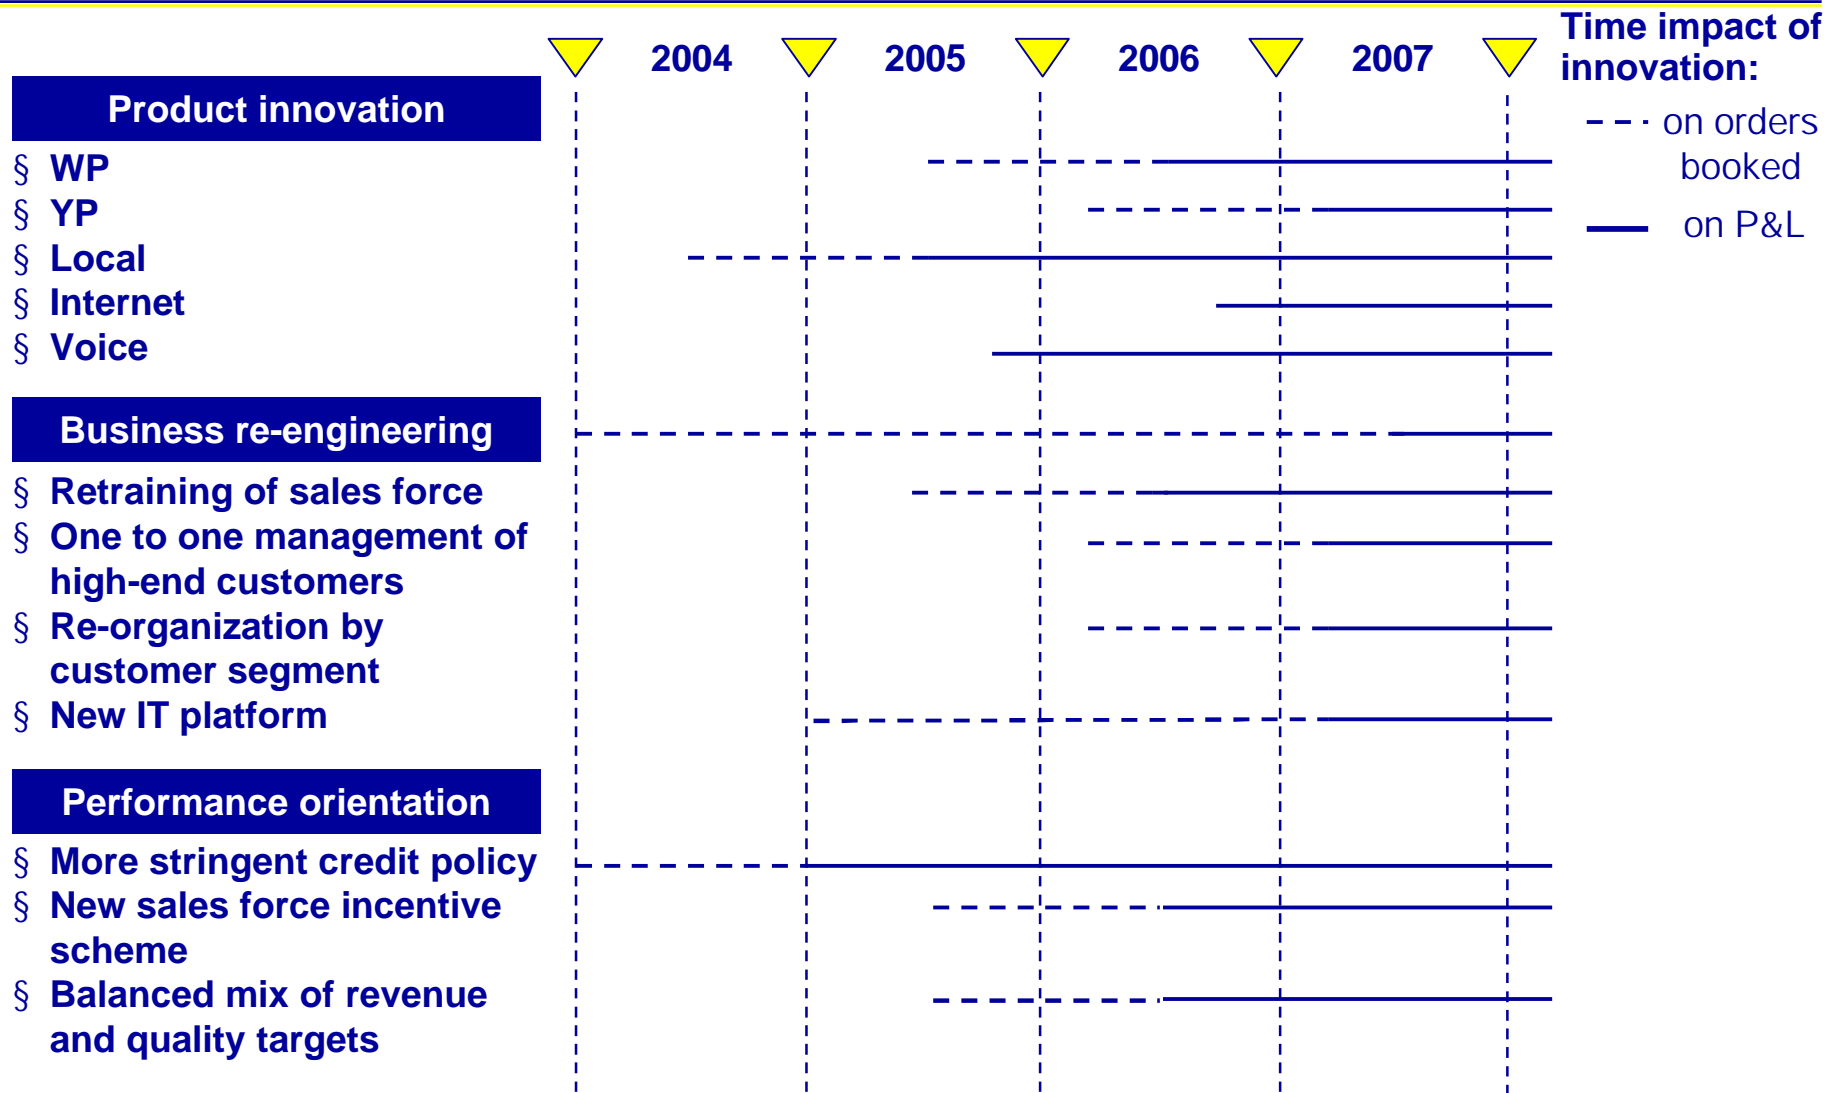 2004 2005 2006 2007
Time impact of
innovation:
on orders
booked
on P&L
Product innovation
§ WP
§ YP
§ Local
§ Internet
§ Voice
Business re-engineering
§ Retraining of sales force
§ One to one management of
high-end customers
§ Re-organization by
customer segment
§ New IT platform
Performance orientation
§ More stringent credit policy
§ New sales force incentive
scheme
§ Balanced mix of revenue
and quality targets